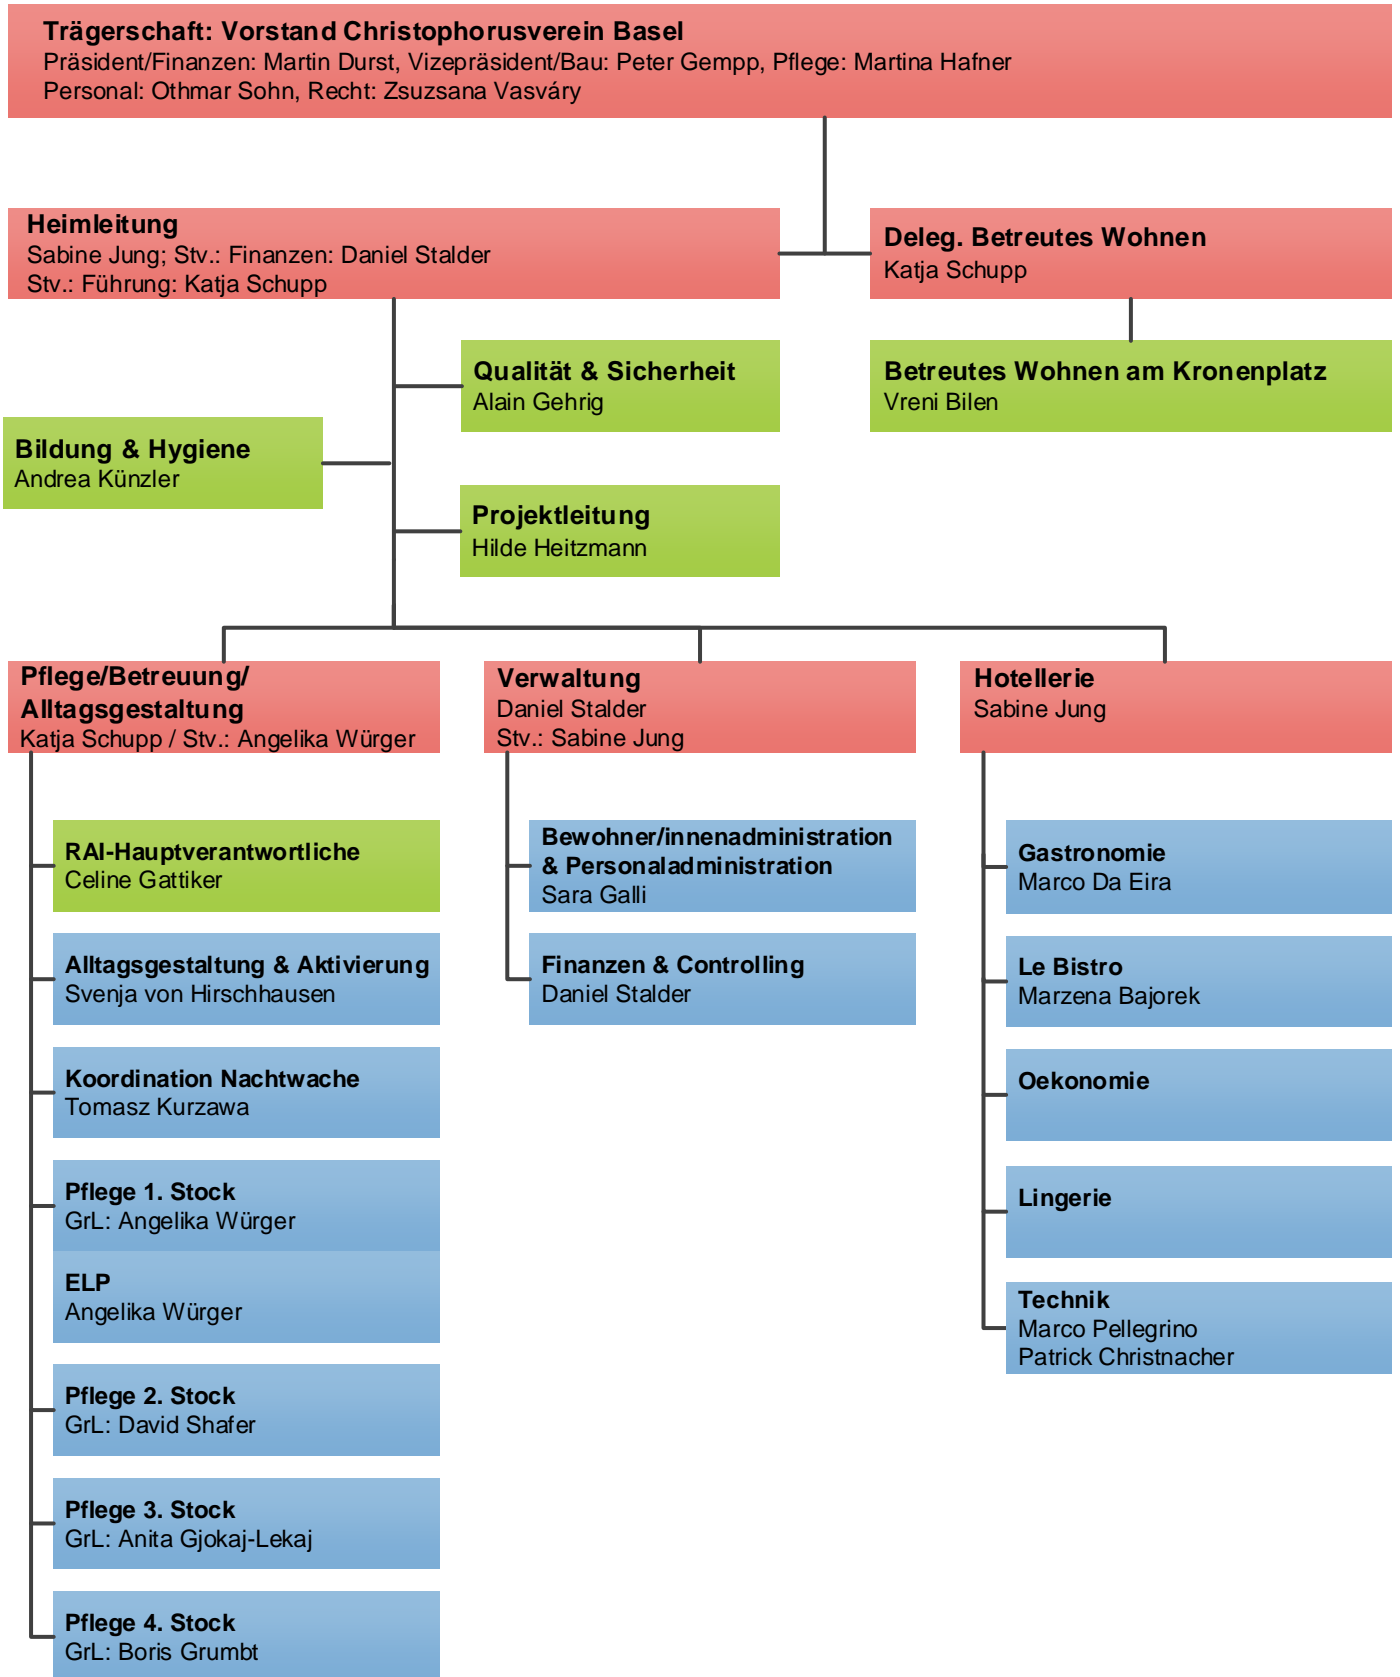 Trägerschaft: Vorstand Christophorusverein Basel
Präsident/Finanzen: Martin Durst, Vizepräsident/Bau: Peter Gempp, Pflege: Martina Hafner
Personal: Othmar Sohn, Recht: Zsuzsana Vasváry
Heimleitung
Sabine Jung; Stv.: Finanzen: Daniel Stalder
Stv.: Führung: Katja Schupp
Deleg. Betreutes Wohnen
Katja Schupp
Qualität & Sicherheit
Alain Gehrig
Betreutes Wohnen am Kronenplatz
Vreni Bilen
Bildung & Hygiene
Andrea Künzler
Projektleitung
Hilde Heitzmann
Pflege/Betreuung/
Alltagsgestaltung
Katja Schupp / Stv.: Angelika Würger
RAI-Hauptverantwortliche
Celine Gattiker
Alltagsgestaltung & Aktivierung
Svenja von Hirschhausen
Koordination Nachtwache
Tomasz Kurzawa
Pflege 1. Stock
GrL: Angelika Würger
ELP
Angelika Würger
Pflege 2. Stock
GrL: David Shafer
Pflege 3. Stock
GrL: Anita Gjokaj-Lekaj
Pflege 4. Stock
GrL: Boris Grumbt
Verwaltung
Daniel Stalder
Stv.: Sabine Jung
Bewohner/innenadministration
& Personaladministration
Sara Galli
Finanzen & Controlling
Daniel Stalder
Hotellerie
Sabine Jung
Gastronomie
Marco Da Eira
Le Bistro
Marzena Bajorek
Oekonomie
Lingerie
Technik
Marco Pellegrino
Patrick Christnacher